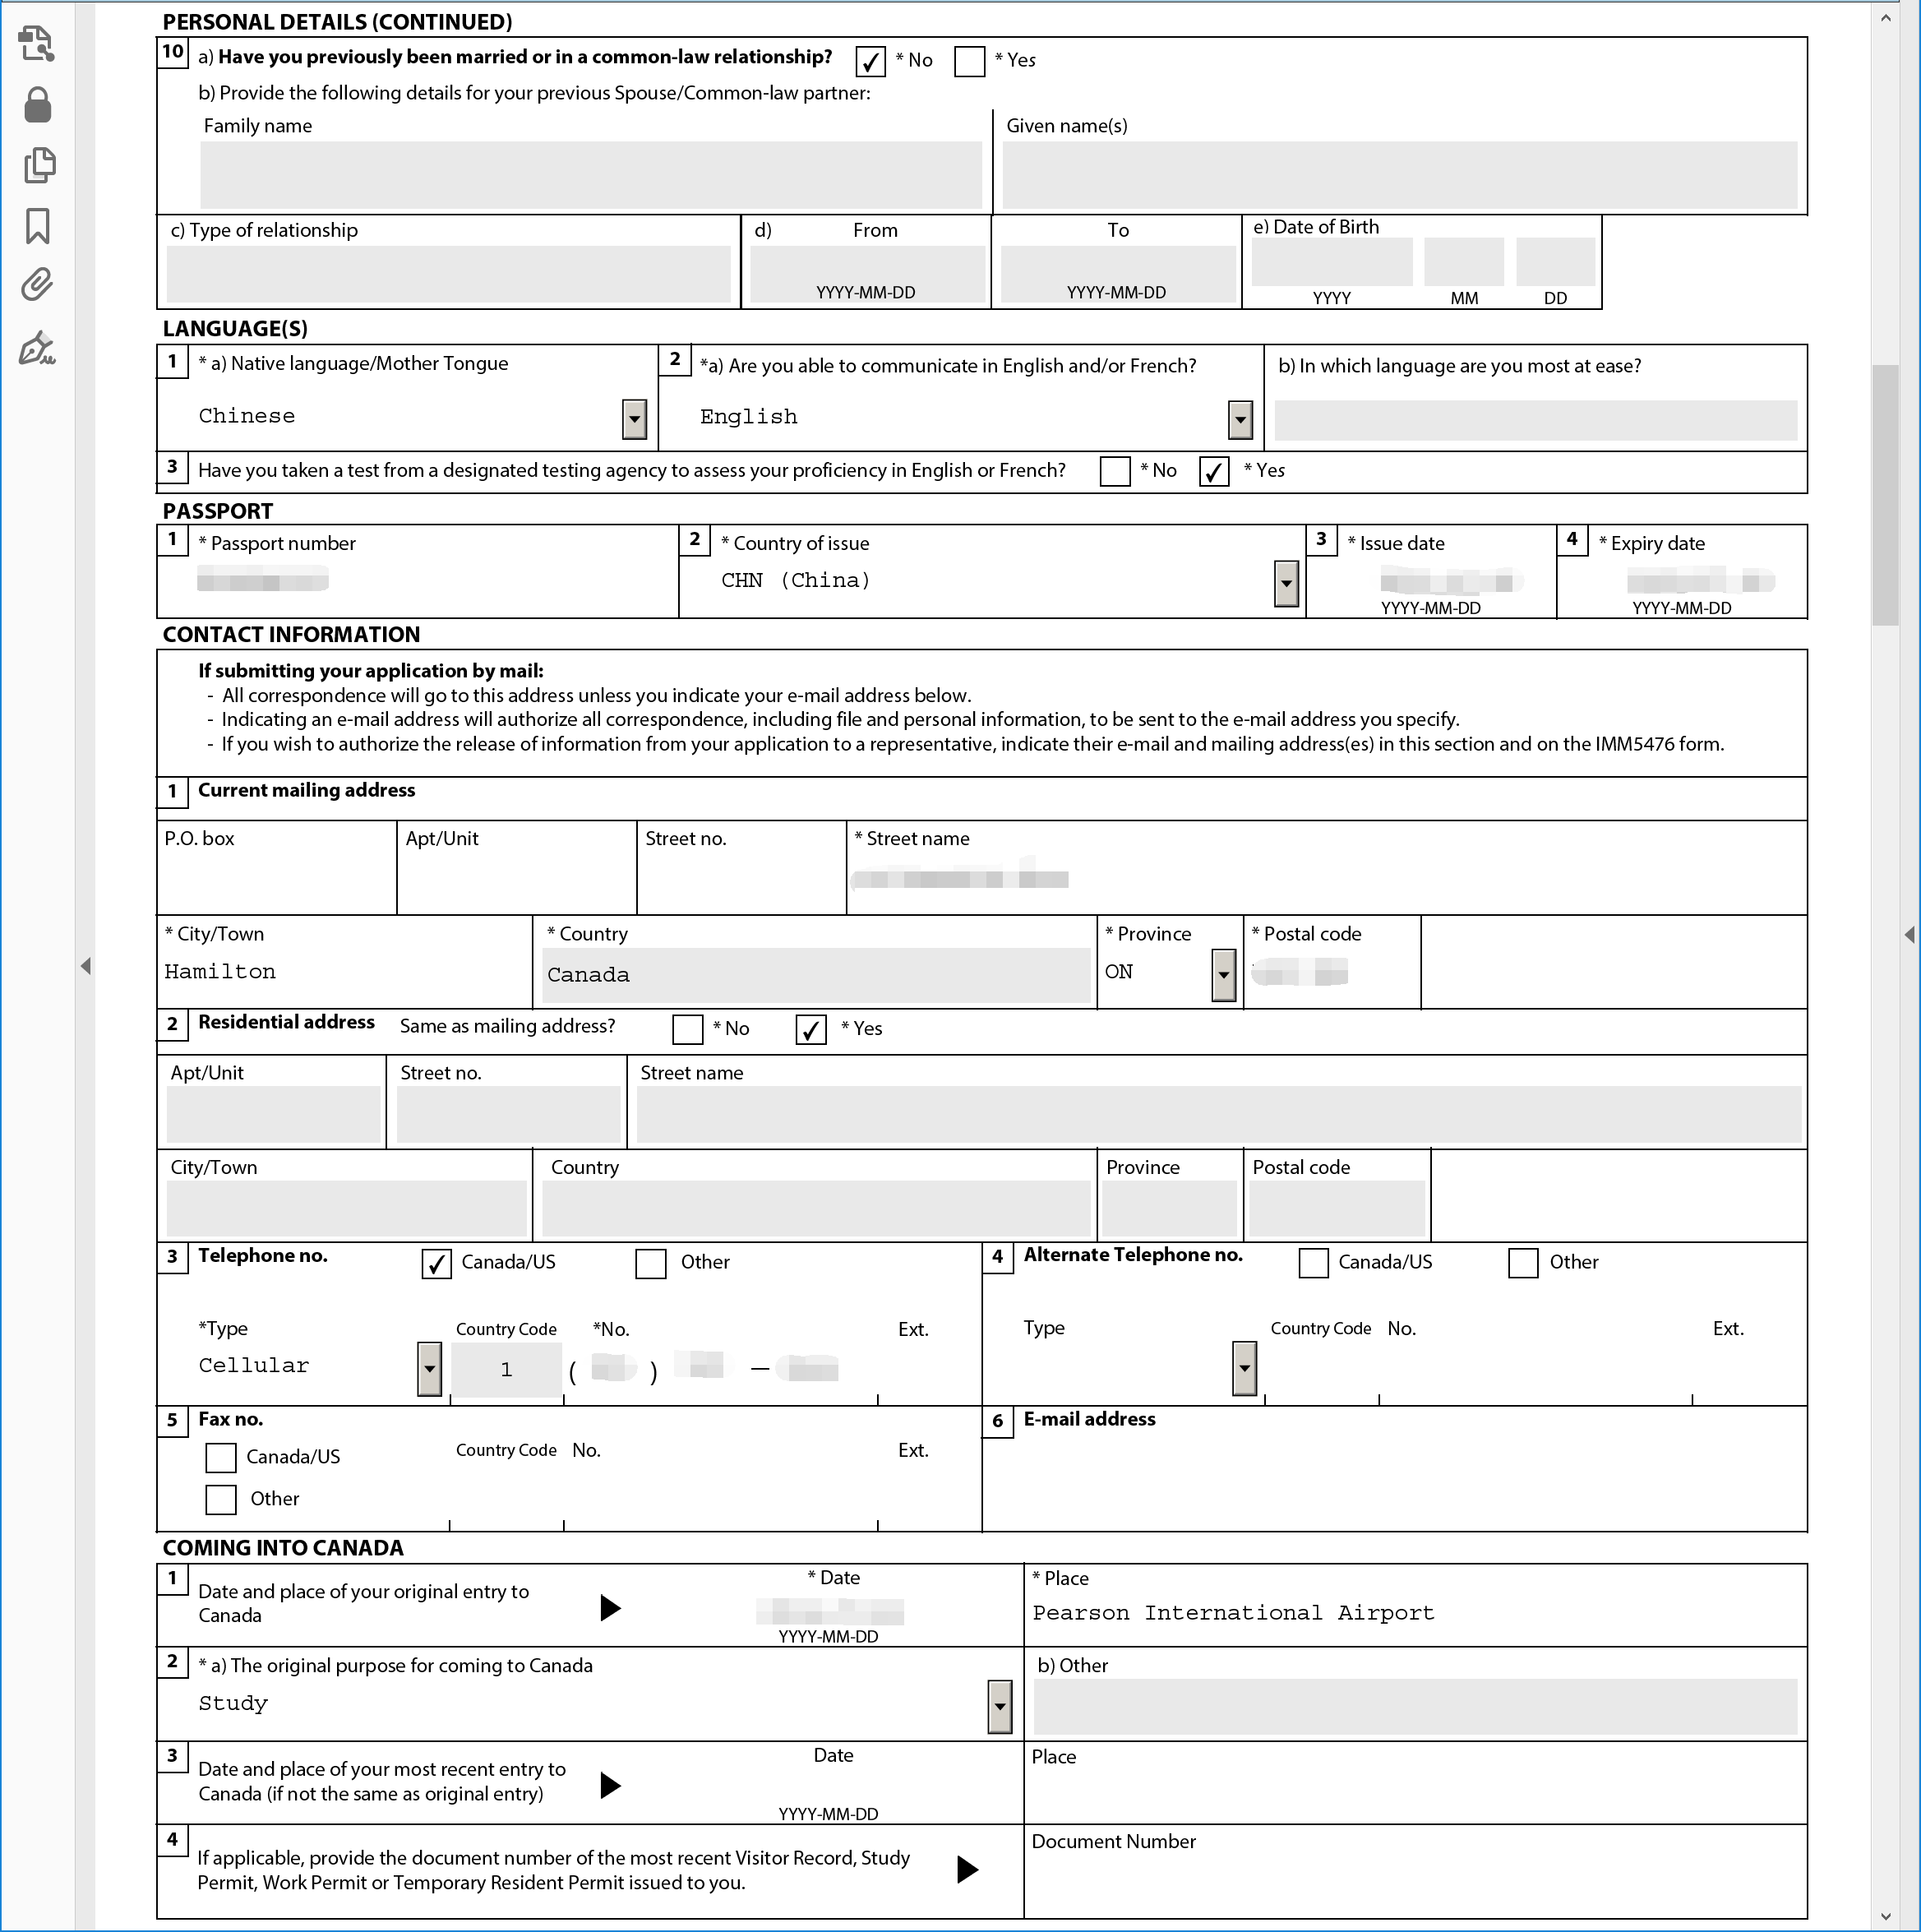 PERSONAL DETAILS (CONTINUED)
10 a) Have you previously been married or in a common-law relationship? ✓ * No * Yes
b) Provide the following details for your previous Spouse/Common-law partner:
Family name Given name(s)
c) Type of relationship d) From To e) Date of Birth
YYYY-MM-DD YYYY-MM-DD YYYY MM DD
LANGUAGE(S)
1 * a) Native language/Mother Tongue 2 *a) Are you able to communicate in English and/or French? b) In which language are you most at ease?
Chinese English
3 Have you taken a test from a designated testing agency to assess your proficiency in English or French? * No ✓ * Yes
PASSPORT
1 * Passport number 2 * Country of issue 3 * Issue date 4 * Expiry date
CHN (China)
YYYY-MM-DD YYYY-MM-DD
CONTACT INFORMATION
If submitting your application by mail:
- All correspondence will go to this address unless you indicate your e-mail address below.
- Indicating an e-mail address will authorize all correspondence, including file and personal information, to be sent to the e-mail address you specify.
- If you wish to authorize the release of information from your application to a representative, indicate their e-mail and mailing address(es) in this section and on the IMM5476 form.
1 Current mailing address
P.O. box Apt/Unit Street no. * Street name
* City/Town * Country * Province * Postal code
Hamilton Canada ON
2 Residential address Same as mailing address? * No ✓ * Yes
Apt/Unit Street no. Street name
City/Town Country Province Postal code
3 Telephone no. ✓ Canada/US Other 4 Alternate Telephone no. Canada/US Other
*Type Country Code *No. Ext. Type Country Code No. Ext.
Cellular 1 ( ) —
5 Fax no. 6 E-mail address
Canada/US Country Code No. Ext.
Other
COMING INTO CANADA
1 Date and place of your original entry to Canada * Date * Place
Pearson International Airport
YYYY-MM-DD
2 * a) The original purpose for coming to Canada b) Other
Study
3 Date and place of your most recent entry to Canada (if not the same as original entry) Date Place
YYYY-MM-DD
4 If applicable, provide the document number of the most recent Visitor Record, Study Permit, Work Permit or Temporary Resident Permit issued to you. Document Number